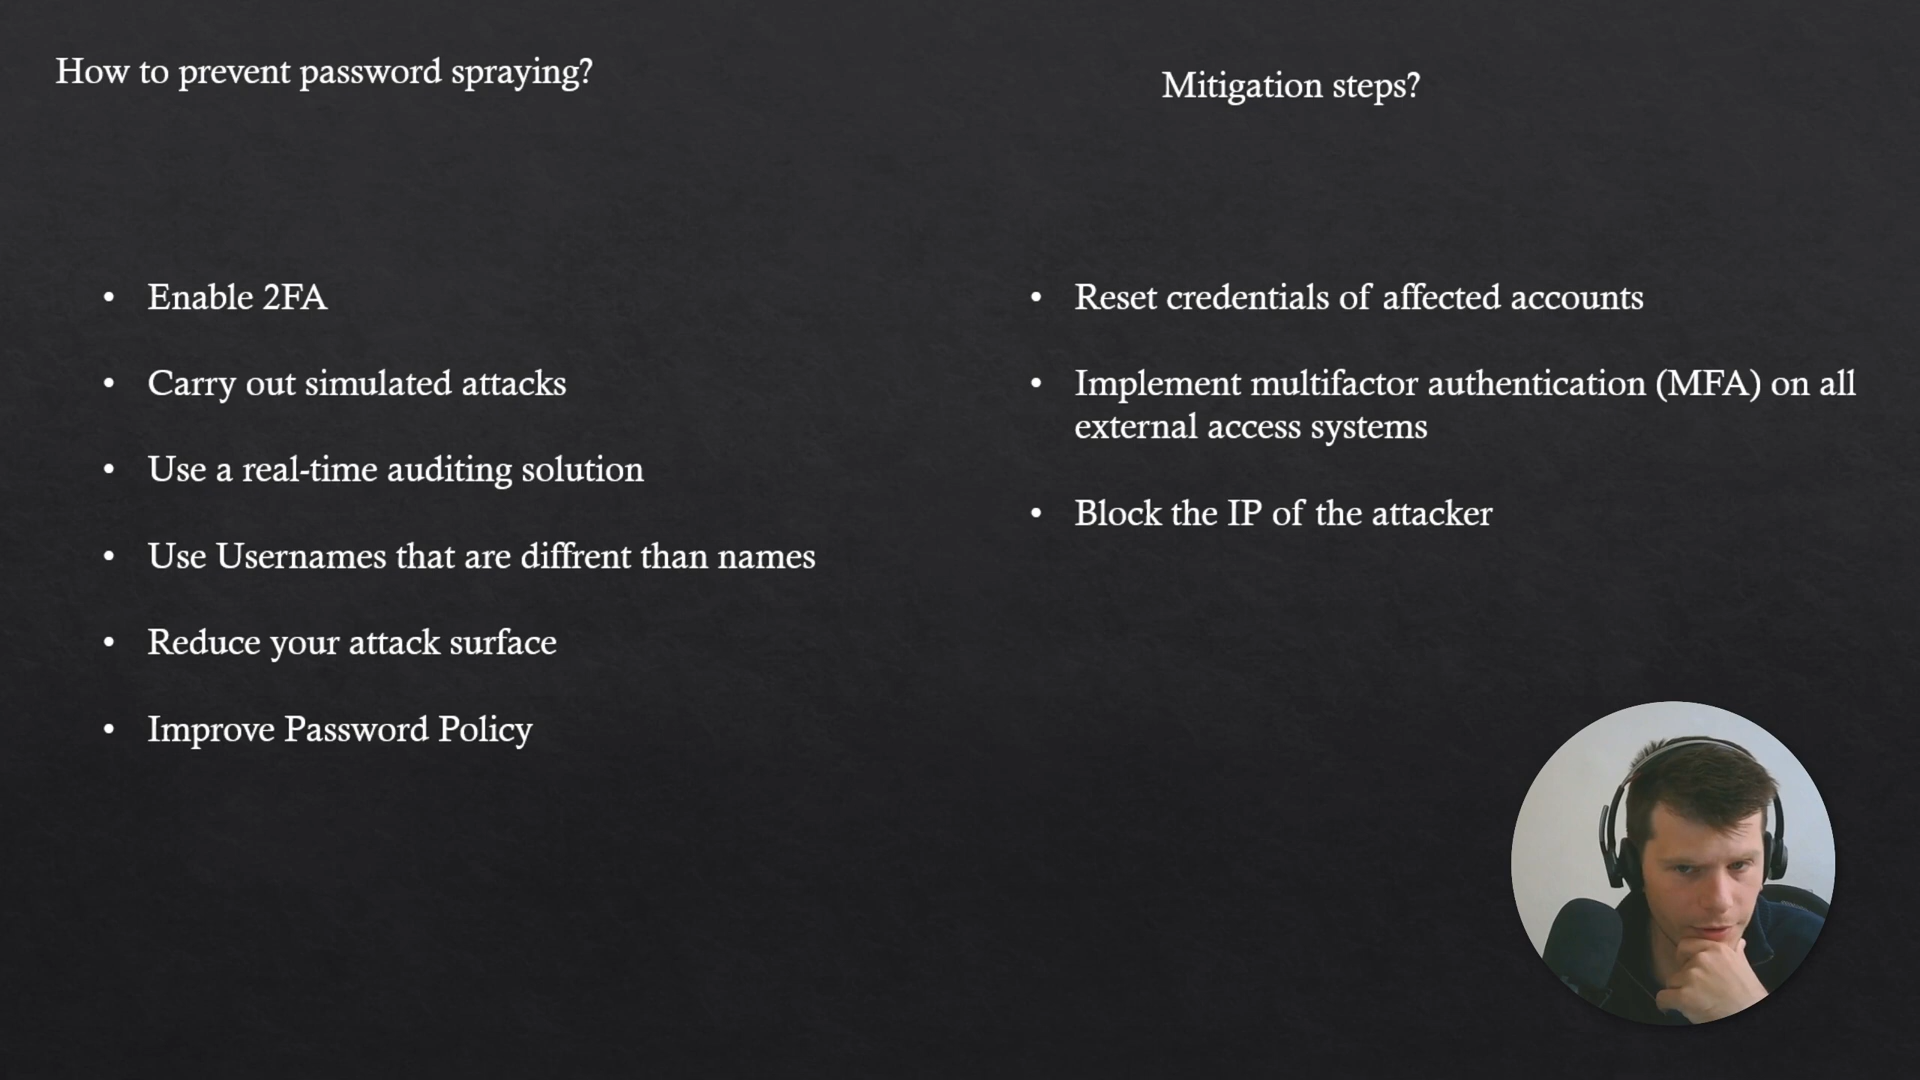 How to prevent password spraying?
• Enable 2FA
• Carry out simulated attacks
• Use a real-time auditing solution
• Use Usernames that are diffrent than names
• Reduce your attack surface
• Improve Password Policy
Mitigation steps?
• Reset credentials of affected accounts
• Implement multifactor authentication (MFA) on all
external access systems
• Block the IP of the attacker